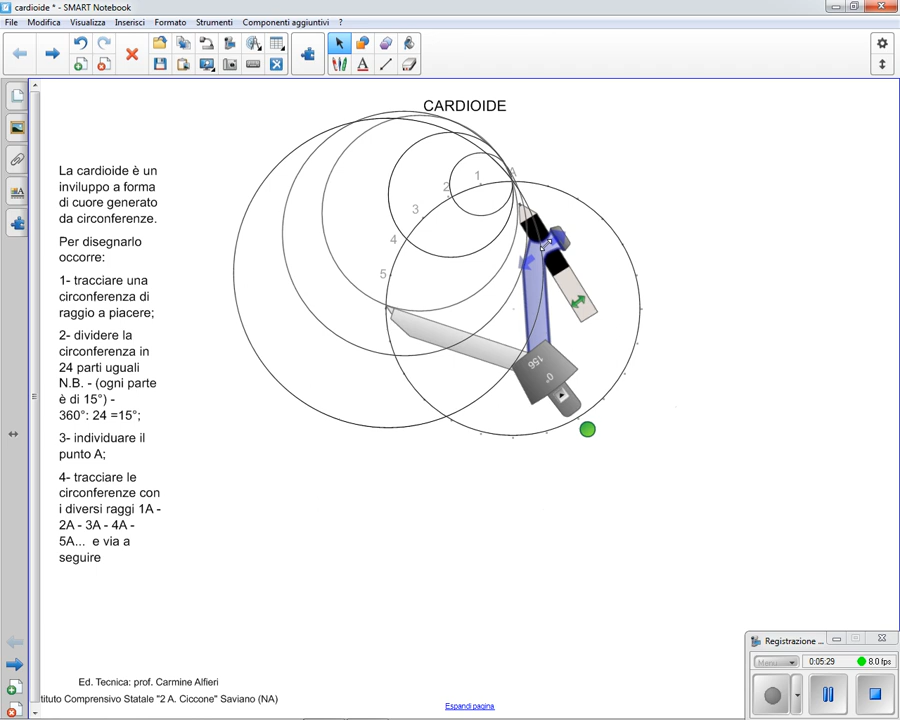 cardioide * - SMART Notebook
File Modifica Visualizza Inserisci Formato Strumenti Componenti aggiuntivi ?
CARDIOIDE
La cardioide è un
inviluppo a forma
di cuore generato
da circonferenze.
Per disegnarlo
occorre:
1- tracciare una
circonferenza di
raggio a piacere;
2- dividere la
circonferenza in
24 parti uguali
N.B. - (ogni parte
è di 15°) -
360°: 24 =15°;
3- individuare il
punto A;
4- tracciare le
circonferenze con
i diversi raggi 1A -
2A - 3A - 4A -
5A... e via a
seguire
A
1
2
3
4
5
156
0°
Ed. Tecnica: prof. Carmine Alfieri
tituto Comprensivo Statale "2 A. Ciccone" Saviano (NA)
Espandi pagina
Registrazione ...
Menu
0:05:29
8.0 fps